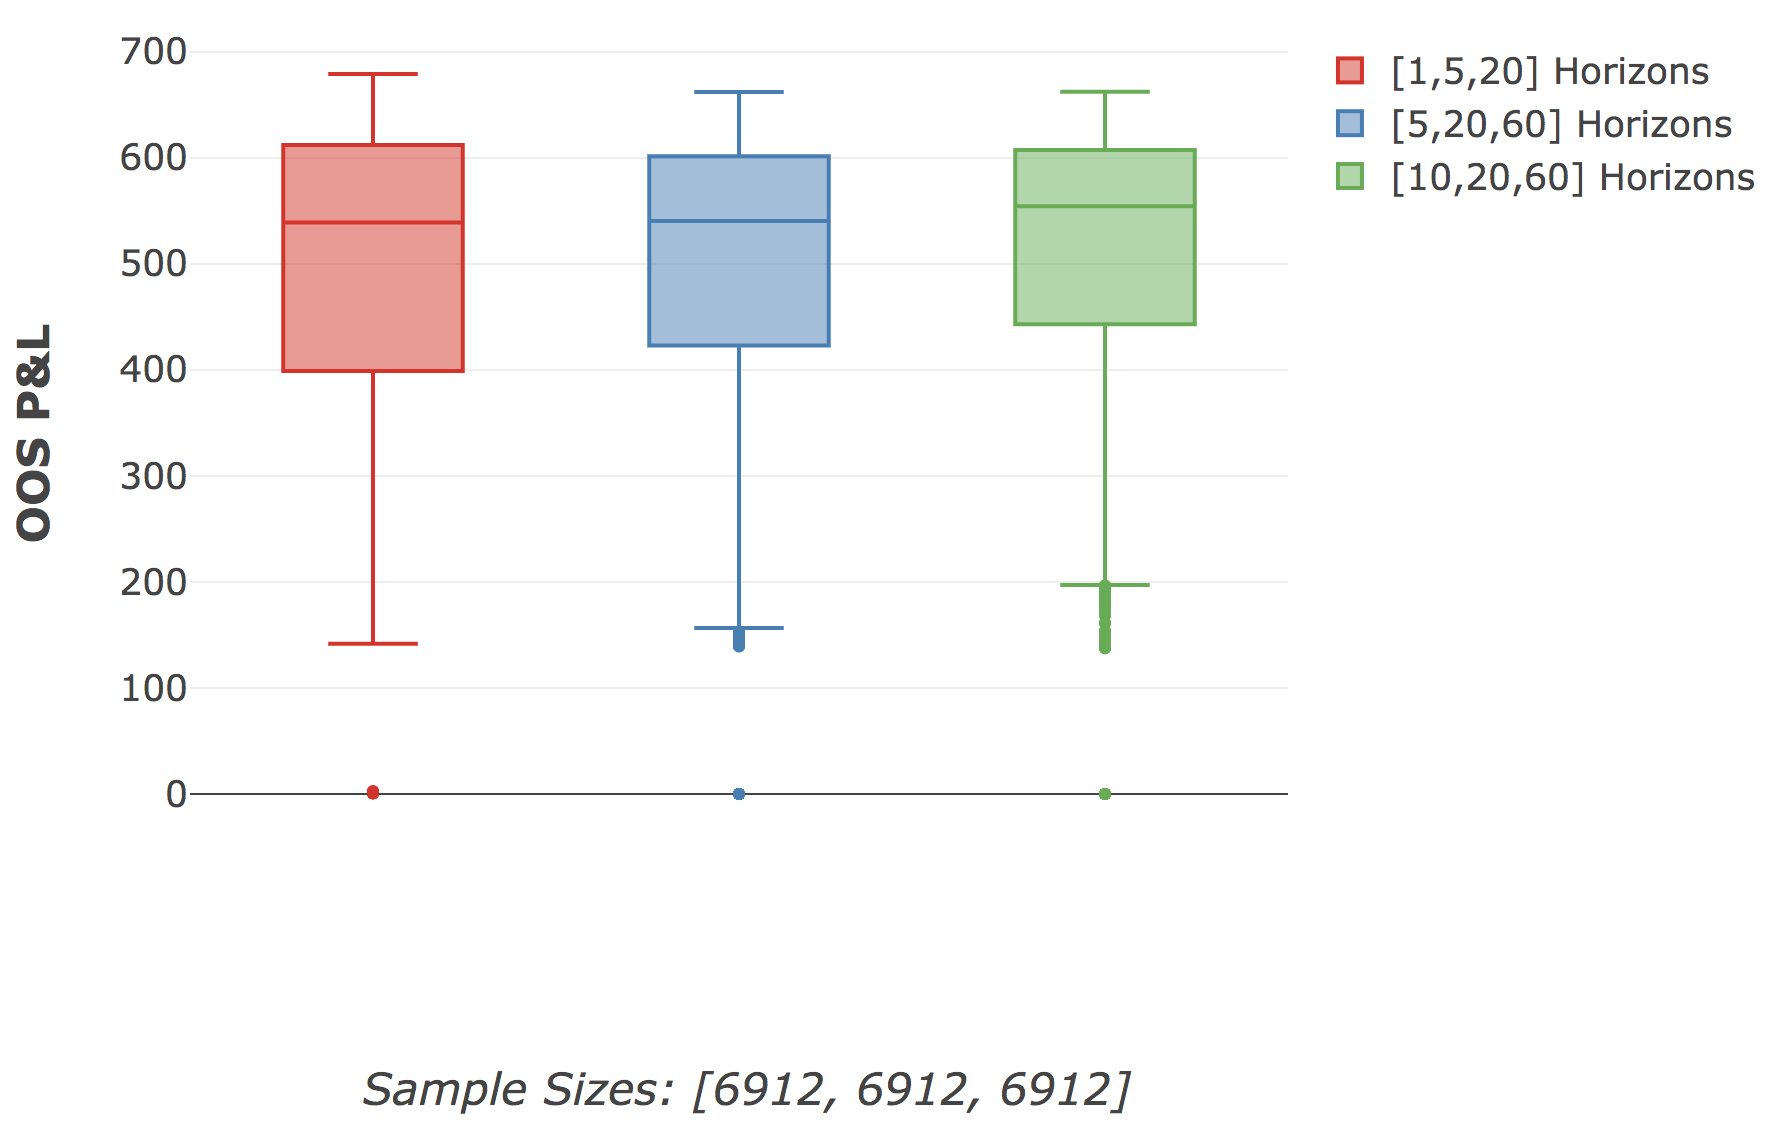 OOS P&L
700
600
500
400
300
200
100
0
[1,5,20] Horizons
[5,20,60] Horizons
[10,20,60] Horizons
Sample Sizes: [6912, 6912, 6912]